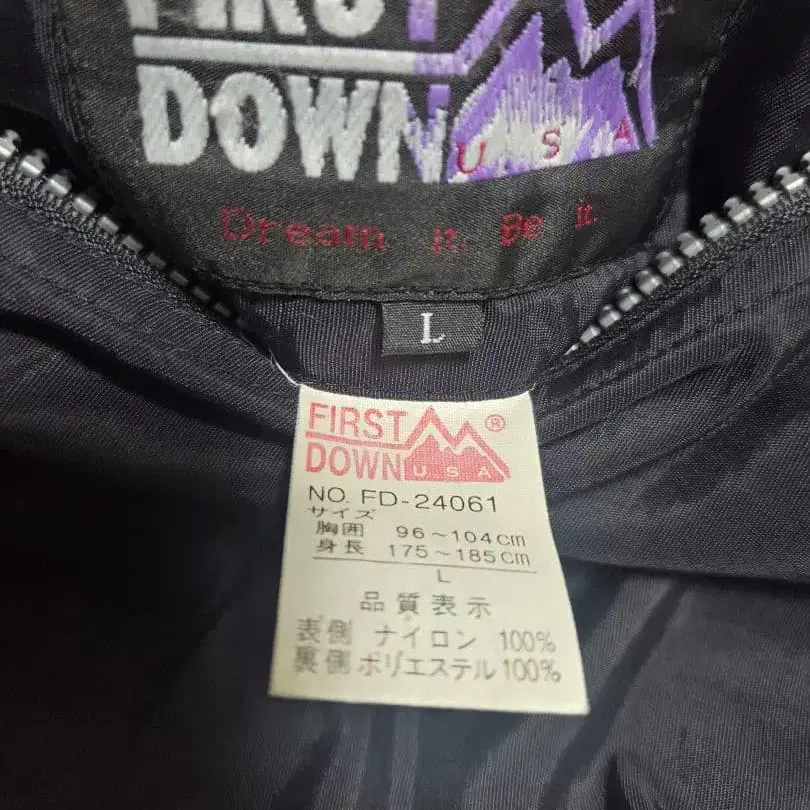 FIRST
DOWN
U S A
Dream it. Be it.
L
FIRST
DOWN U.S.A ®
NO. FD-24061
サイズ
胸囲 96～104cm
身長 175～185cm
L
品質表示
表側 ナイロン 100%
裏側 ポリエステル 100%